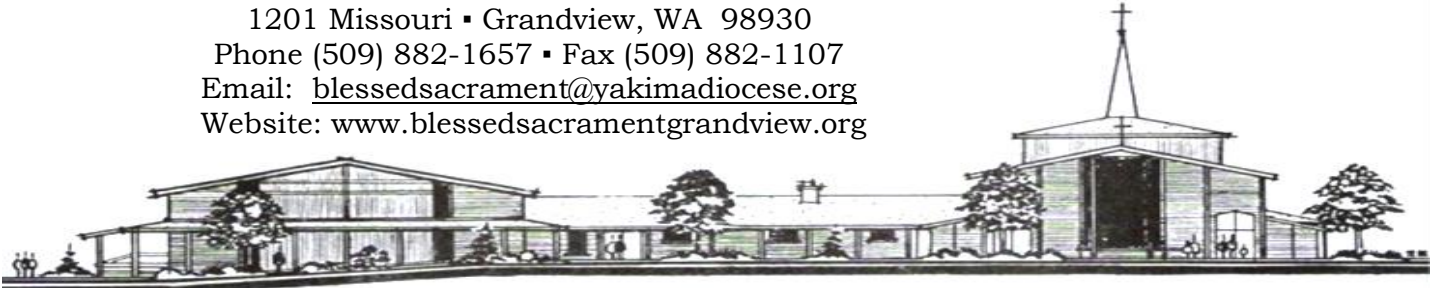 1201 Missouri ▪ Grandview, WA 98930
Phone (509) 882-1657 ▪ Fax (509) 882-1107
Email: blessedsacrament@yakimadiocese.org
Website: www.blessedsacramentgrandview.org